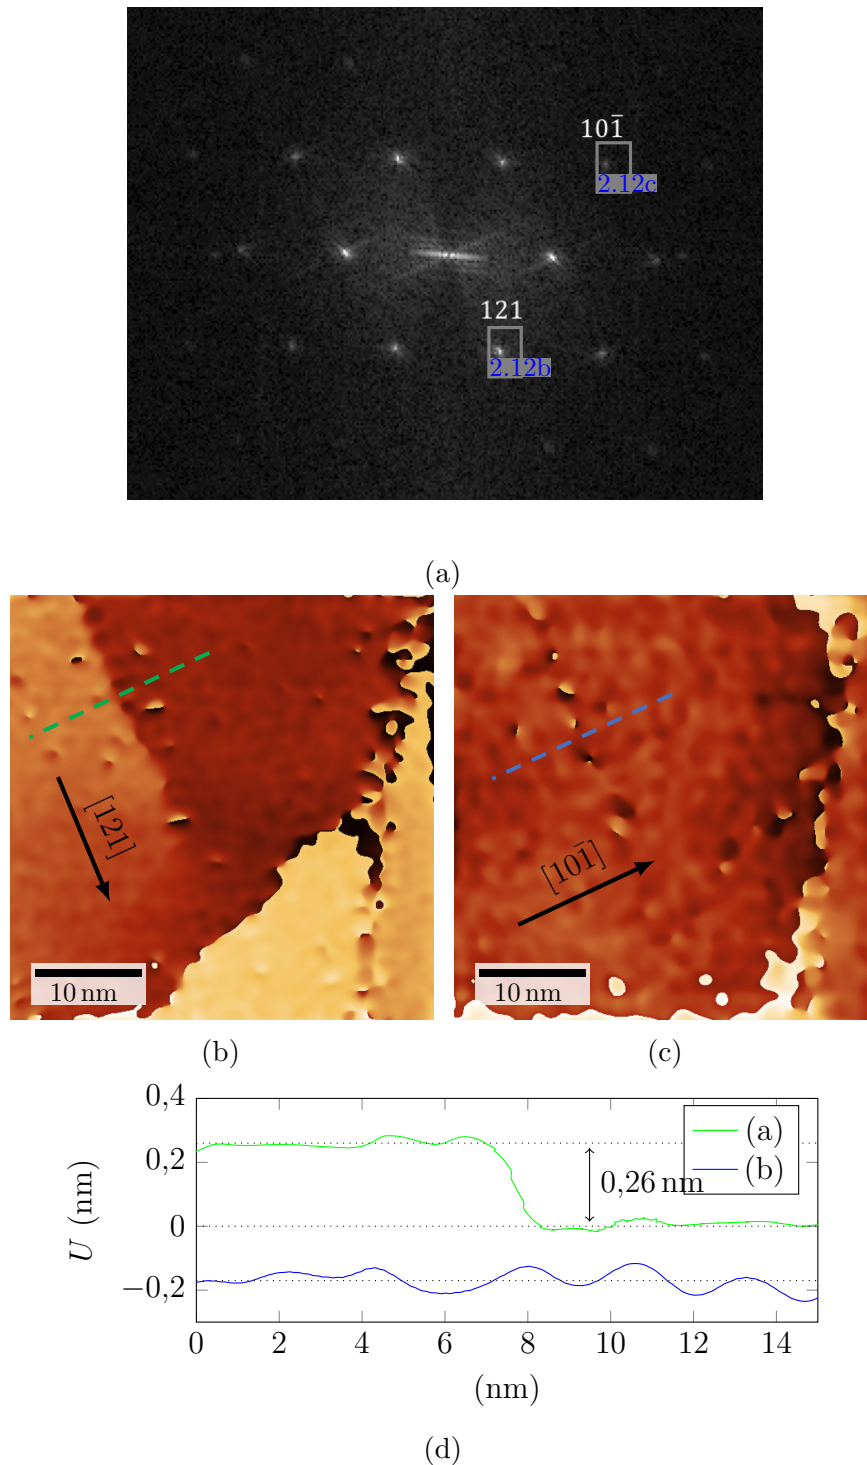 101̄
2.12c
121
2.12b
(a)
[121]
10 nm
[101̄]
10 nm
(b)
(c)
0,4
0,2
0
−0,2
U (nm)
0,26 nm
(a)
(b)
0 2 4 6 8 10 12 14
(nm)
(d)